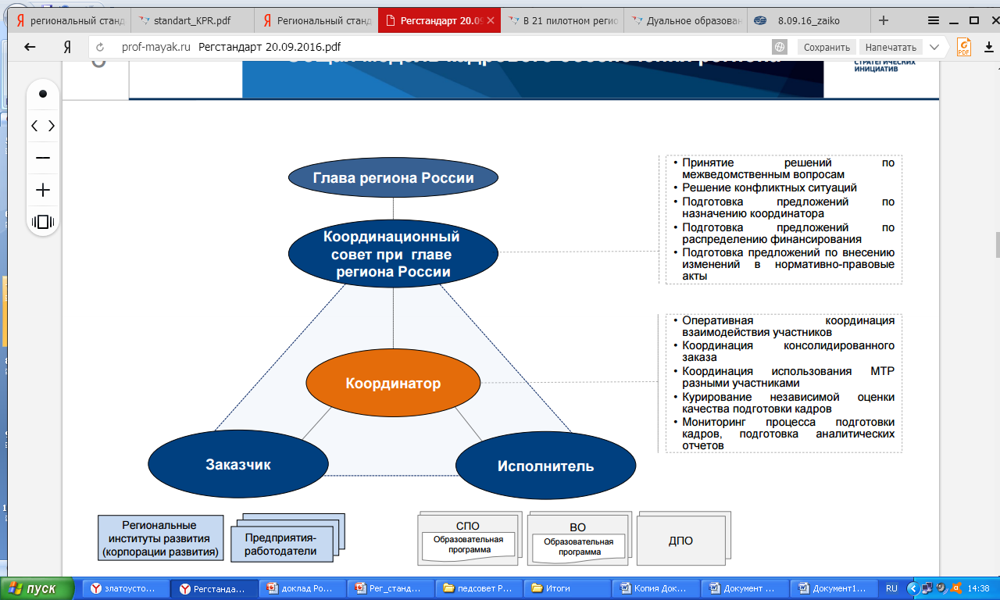 региональный станд
standart_KPR.pdf
Региональный станд
Регстандарт 20.09
В 21 пилотном регио
Дуальное образован
8.09.16_zaiko
prof-mayak.ru Регстандарт 20.09.2016.pdf
Сохранить
Напечатать
PDF
СТРАТЕГИЧЕСКИХ
ИНИЦИАТИВ
Глава региона России
Координационный
совет при главе
региона России
• Принятие решений по
межведомственным вопросам
• Решение конфликтных ситуаций
• Подготовка предложений по
назначению координатора
• Подготовка предложений по
распределению финансирования
• Подготовка предложений по внесению
изменений в нормативно-правовые
акты
Координатор
• Оперативная координация
взаимодействия участников
• Координация консолидированного
заказа
• Координация использования МТР
разными участниками
• Курирование независимой оценки
качества подготовки кадров
• Мониторинг процесса подготовки
кадров, подготовка аналитических
отчетов
Заказчик
Исполнитель
Региональные
институты развития
(корпорации развития)
Предприятия-
работодатели
СПО
Образовательная
программа
ВО
Образовательная
программа
ДПО
пуск
златоусто...
Регстанда...
доклад Ро...
Рег_станд...
педсовет Р...
Итоги
Копия Док...
Документ ...
Документ1...
RU
14:38